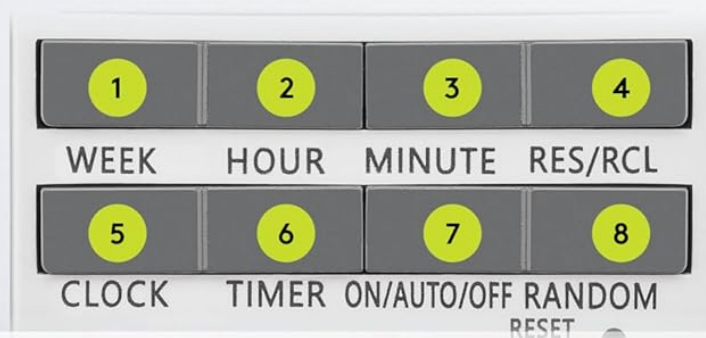 1 2 3 4
WEEK HOUR MINUTE RES/RCL
5 6 7 8
CLOCK TIMER ON/AUTO/OFF RANDOM
RESET